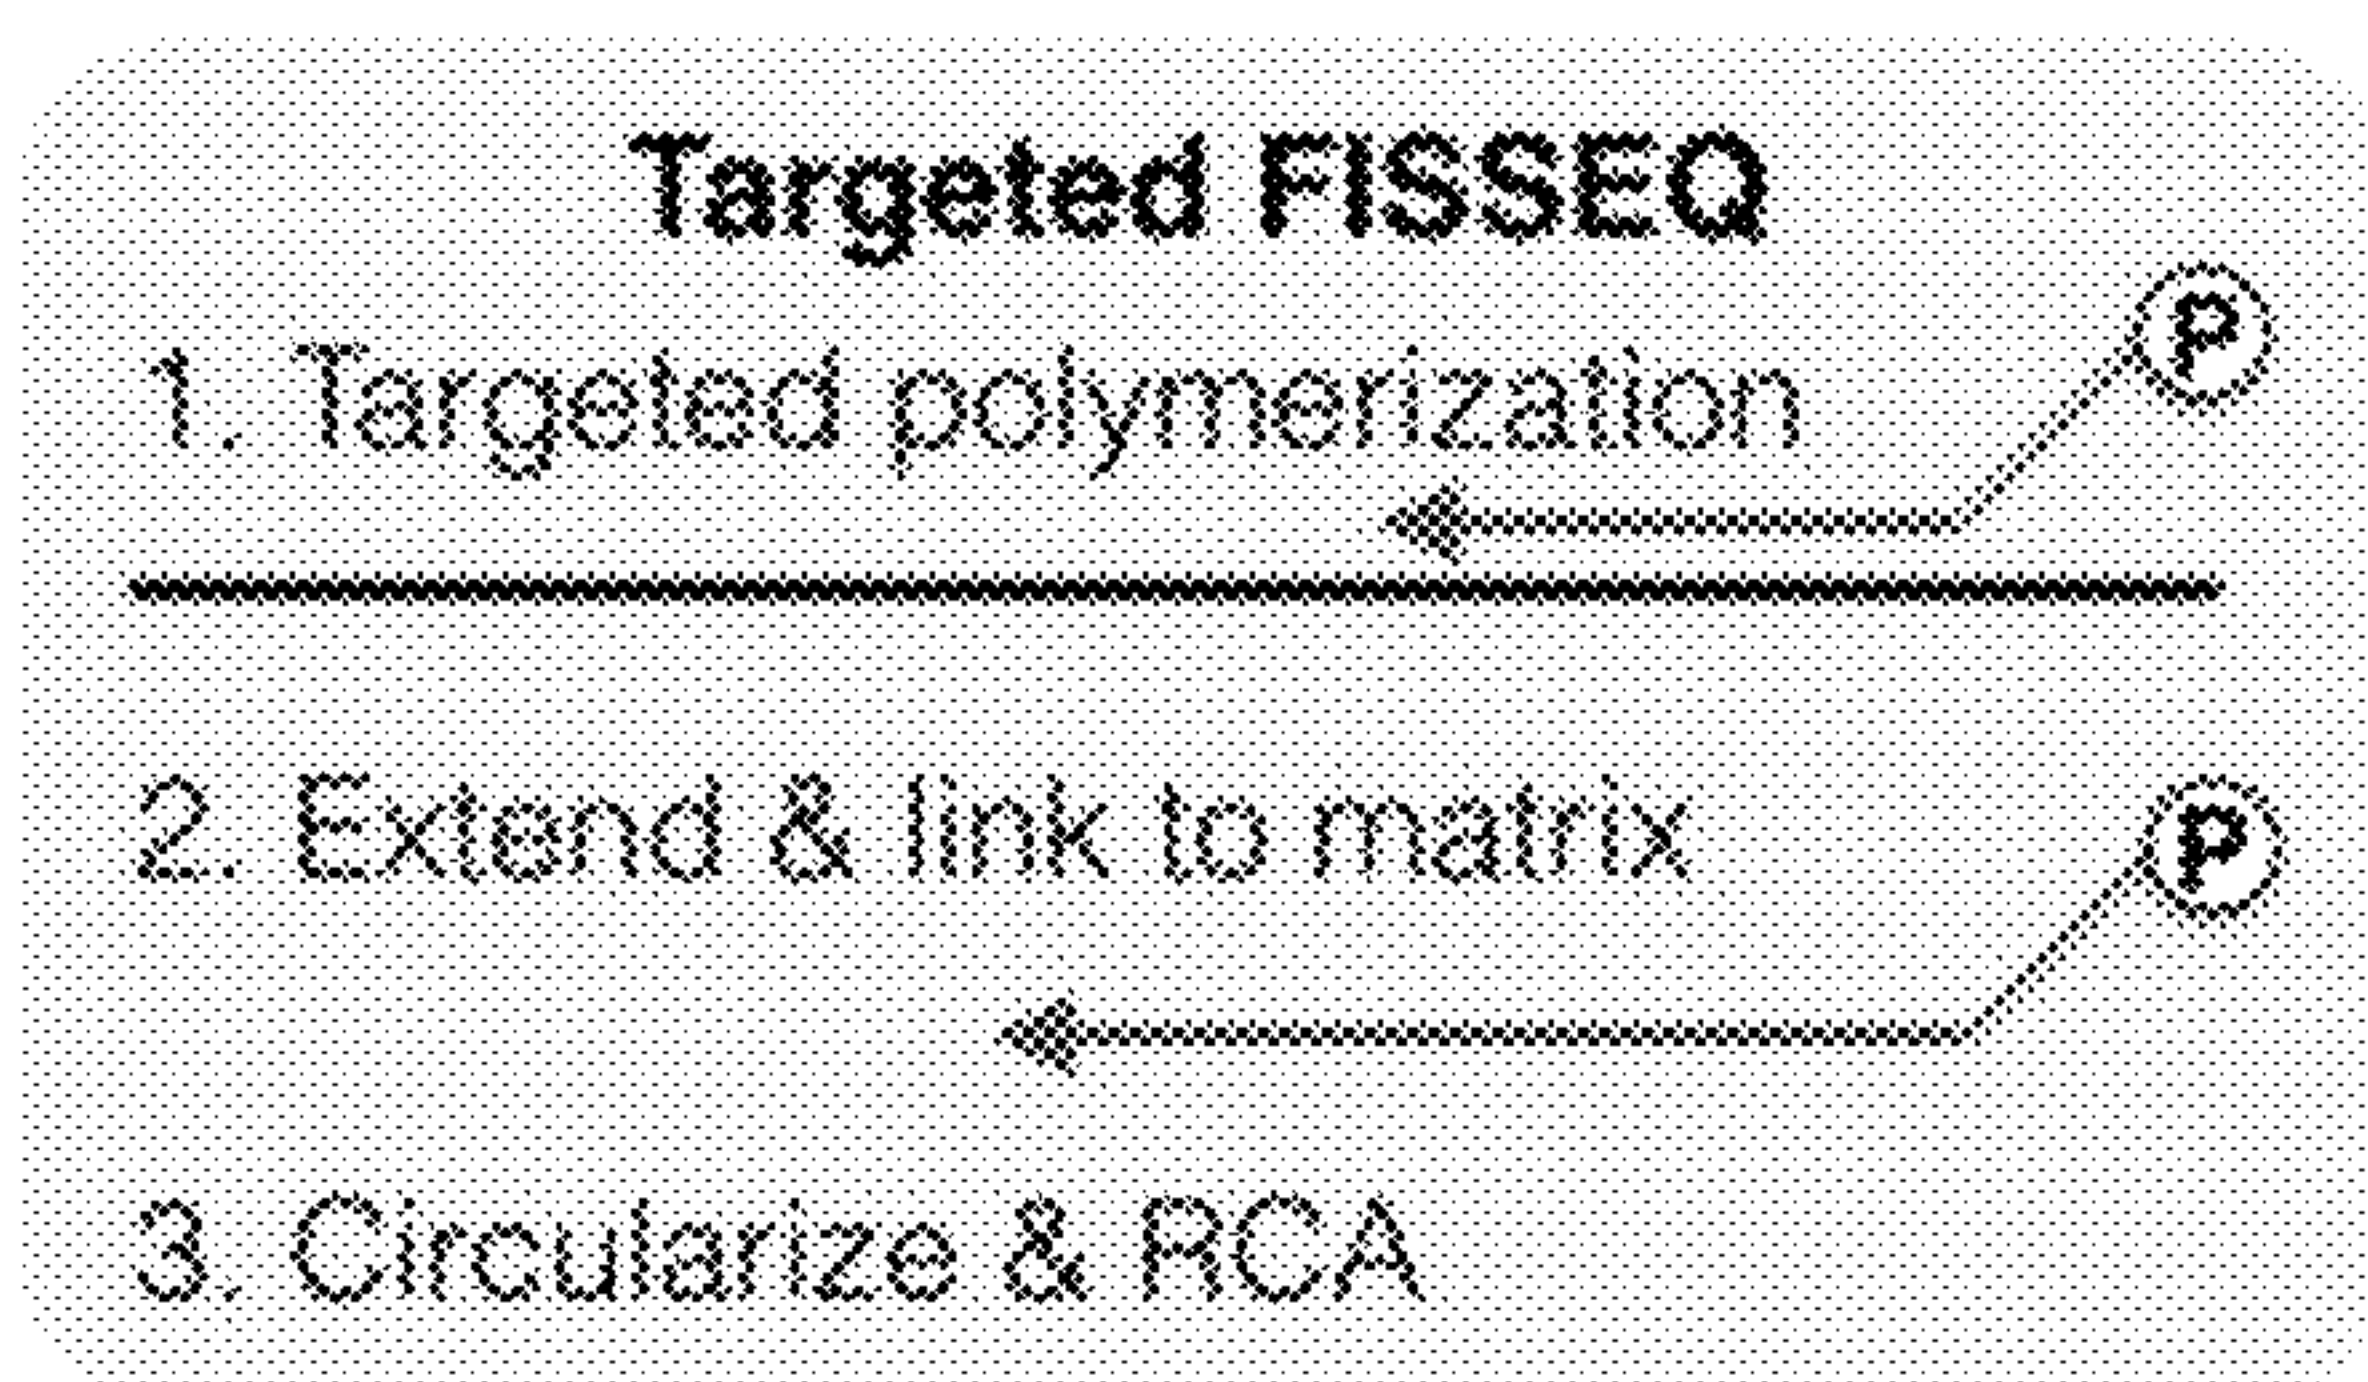 Targeted FISSEQ
P
1. Targeted polymerization
2. Extend & link to matrix
P
3. Circularize & RCA